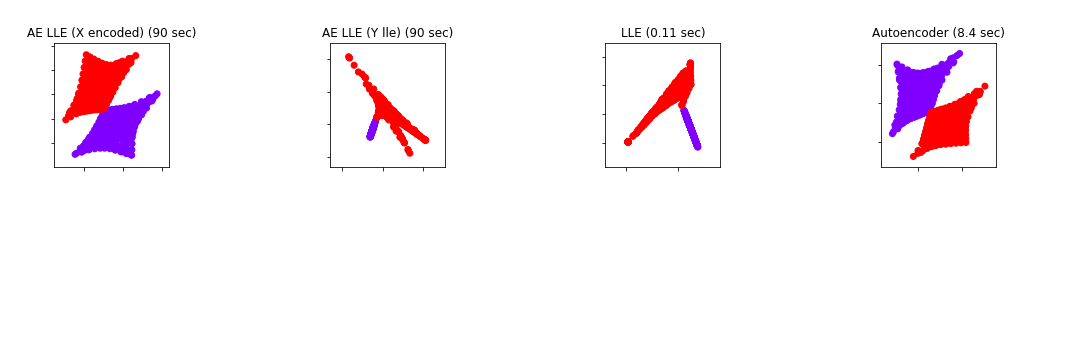 AE LLE (X encoded) (90 sec)
AE LLE (Y lle) (90 sec)
LLE (0.11 sec)
Autoencoder (8.4 sec)